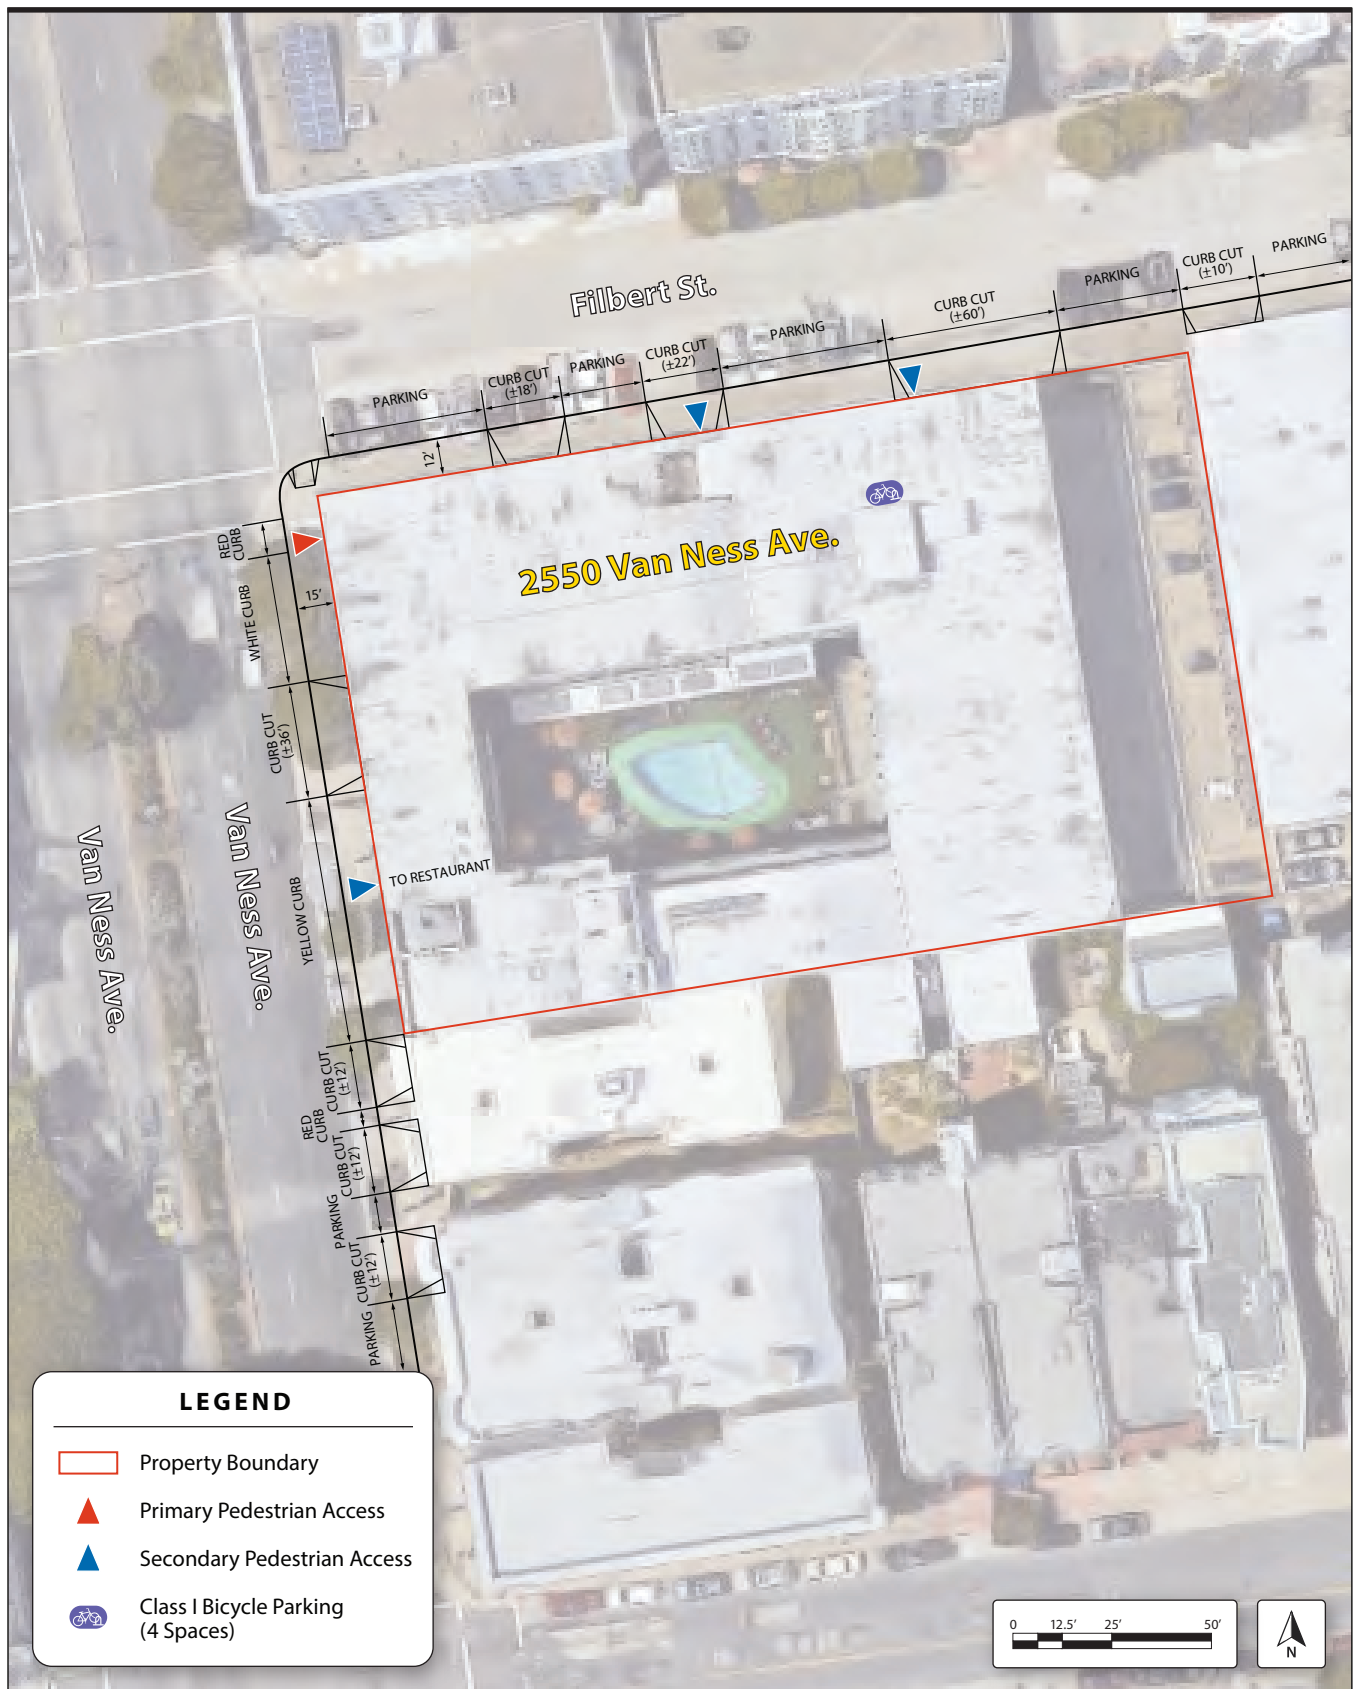 Filbert St.
PARKING
CURB CUT
(±18')
PARKING
CURB CUT
(±22')
PARKING
CURB CUT
(±60')
PARKING
CURB CUT
(±10')
PARKING
12'
2550 Van Ness Ave.
RED
CURB
15'
WHITE CURB
CURB CUT
(±36')
Van Ness Ave.
Van Ness Ave.
TO RESTAURANT
YELLOW CURB
CURB CUT
(±12')
RED
CURB
CURB CUT
(±12')
PARKING
CURB CUT
(±12')
PARKING
LEGEND
Property Boundary
Primary Pedestrian Access
Secondary Pedestrian Access
Class I Bicycle Parking
(4 Spaces)
0 12.5' 25' 50'
N